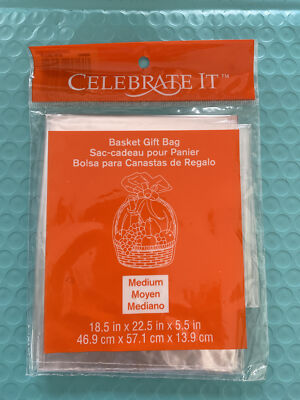 CELEBRATE IT™
Basket Gift Bag
Sac-cadeau pour Panier
Bolsa para Canastas de Regalo
Medium
Moyen
Mediano
18.5 in x 22.5 in x 5.5 in
46.9 cm x 57.1 cm x 13.9 cm